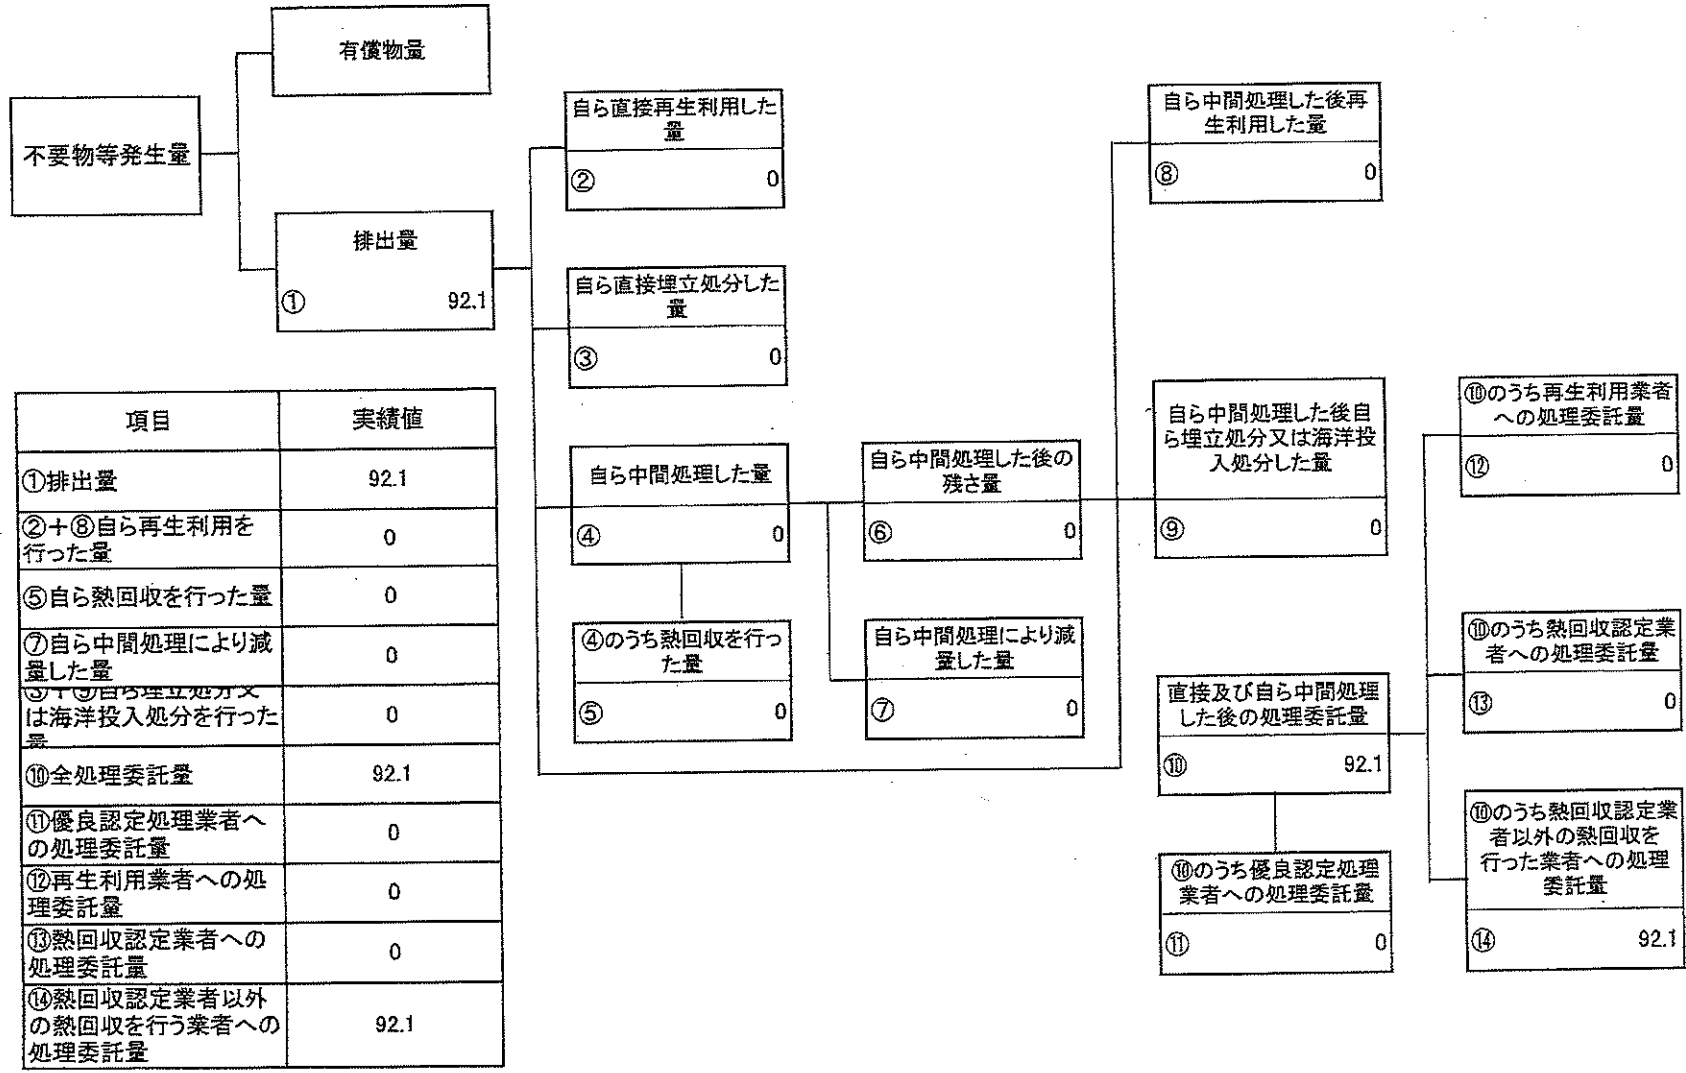 有償物量
不要物等発生量
排出量
① 92.1
自ら直接再生利用した
量
② 0
自ら直接埋立処分した
量
③ 0
自ら中間処理した量
④ 0
④のうち熱回収を行っ
た量
⑤ 0
自ら中間処理した後の
残さ量
⑥ 0
自ら中間処理により減
量した量
⑦ 0
自ら中間処理した後再
生利用した量
⑧ 0
自ら中間処理した後自
ら埋立処分又は海洋投
入処分した量
⑨ 0
直接及び自ら中間処理
した後の処理委託量
⑩ 92.1
⑩のうち優良認定処理
業者への処理委託量
⑪ 0
⑩のうち再生利用業者
への処理委託量
⑫ 0
⑩のうち熱回収認定業
者への処理委託量
⑬ 0
⑩のうち熱回収認定業
者以外の熱回収を
行った業者への処理
委託量
⑭ 92.1
項目 実績値
①排出量 92.1
②+⑧自ら再生利用を
行った量 0
⑤自ら熱回収を行った量 0
⑦自ら中間処理により減
量した量 0
③+⑨自ら埋立処分又
は海洋投入処分を行った
量 0
⑩全処理委託量 92.1
⑪優良認定処理業者へ
の処理委託量 0
⑫再生利用業者への処
理委託量 0
⑬熱回収認定業者への
処理委託量 0
⑭熱回収認定業者以外
の熱回収を行う業者への
処理委託量 92.1